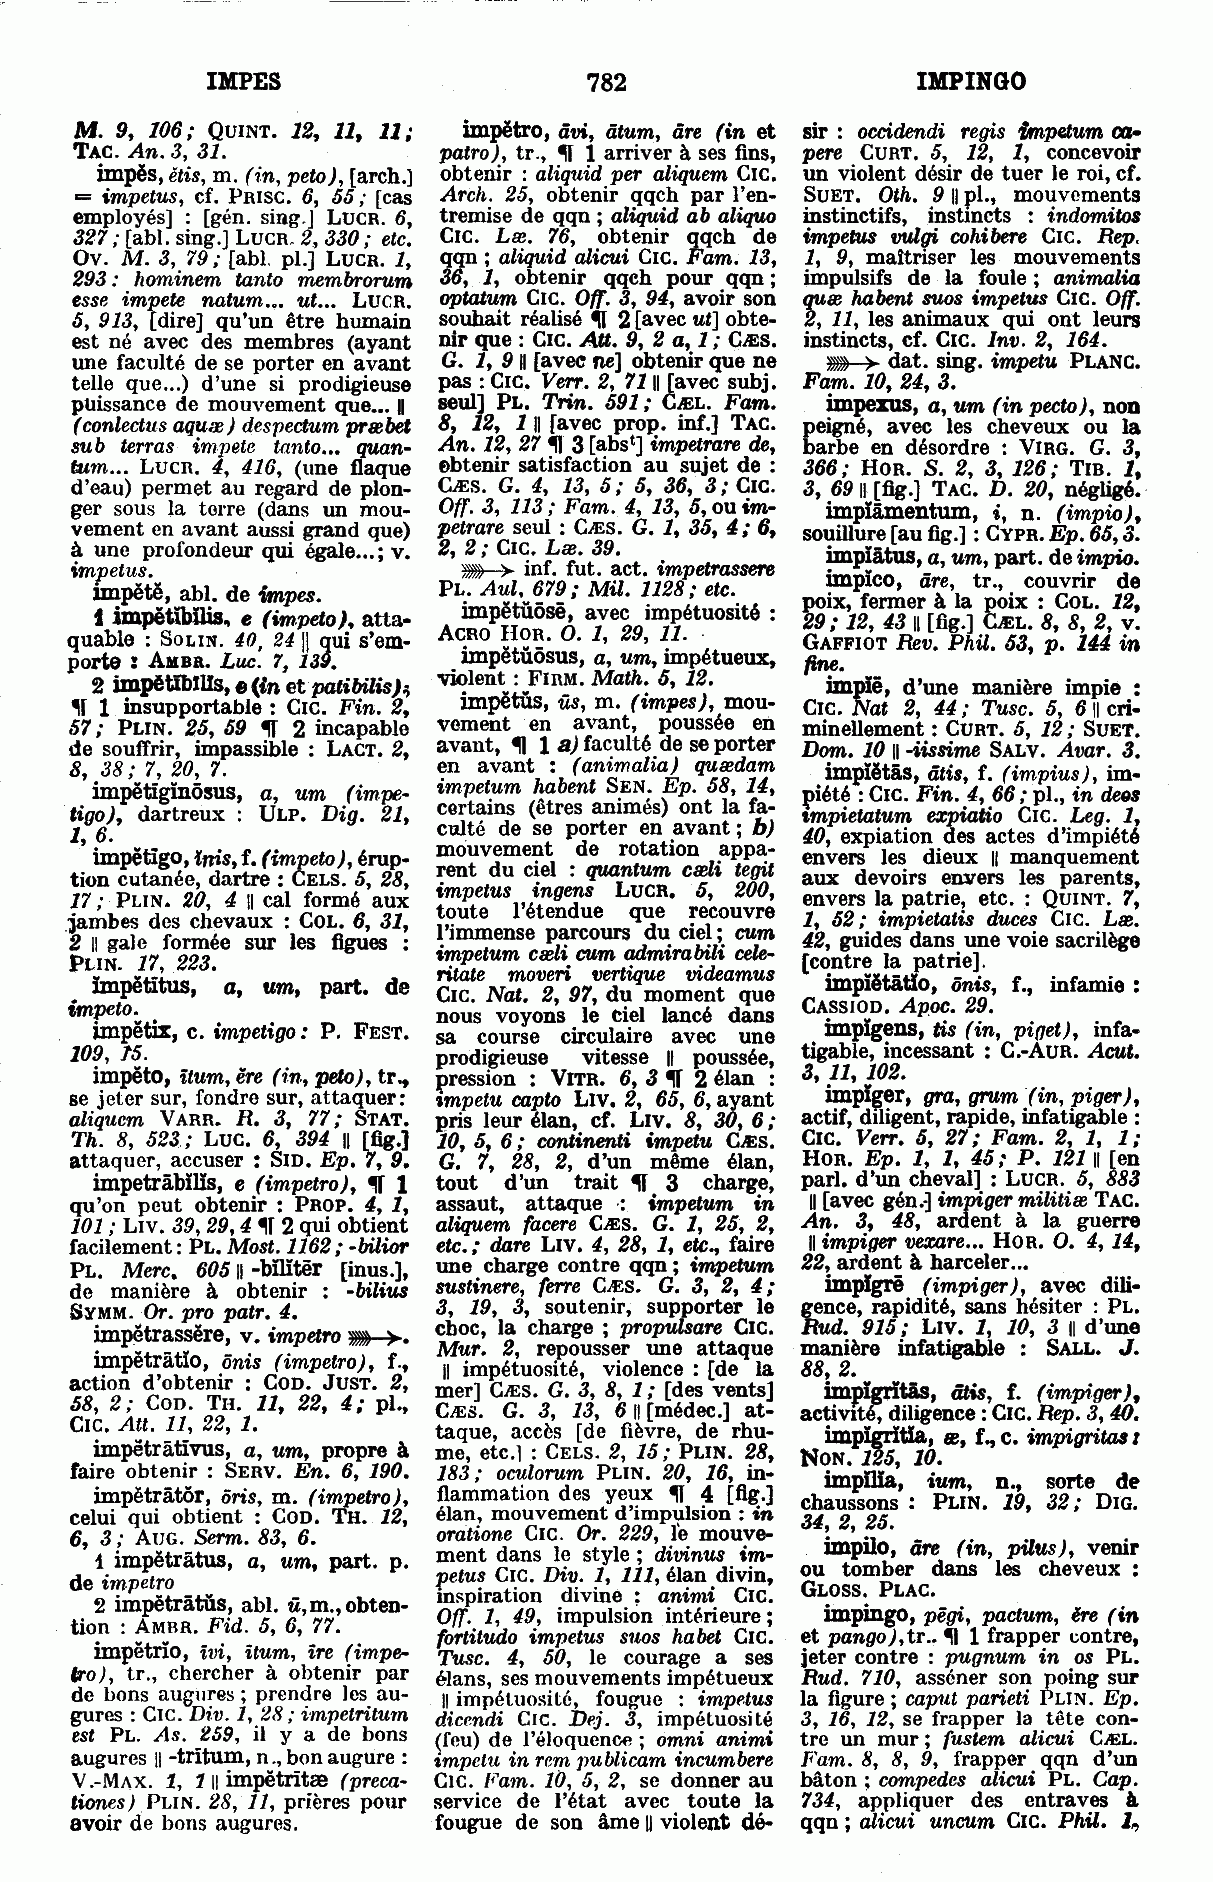 IMPES 782 IMPINGO
M. 9, 106; QUINT. 12, 11, 11;
TAC. An. 3, 31.
impĕs, ĕtis, m. (in, peto), [arch.]
= impetus, cf. PRISC. 6, 55; [cas
employés] : [gén. sing.] LUCR. 6,
327; [abl. sing.] LUCR. 2, 330; etc.
OV. M. 3, 79; [abl. pl.] LUCR. 1,
293: hominem tanto membrorum
esse impete natum... ut... LUCR.
5, 913, [dire] qu'un être humain
est né avec des membres (ayant
une faculté de se porter en avant
telle que...) d'une si prodigieuse
puissance de mouvement que... ||
(conlectus aquæ) despectum præbet
sub terras impete tanto... quan-
tum... LUCR. 4, 416, (une flaque
d'eau) permet au regard de plon-
ger sous la terre (dans un mou-
vement en avant aussi grand que)
à une profondeur qui égale...; v.
impetus.
impĕtĕ, abl. de impes.
1 impĕtĭbĭlis, e (impeto), atta-
quable : SOLIN. 40, 24 || qui s'em-
porte : AMBR. Luc. 7, 139.
2 impĕtĭbĭlis, e (in et patibilis);
¶ 1 insupportable : CIC. Fin. 2,
57; PLIN. 25, 59 ¶ 2 incapable
de souffrir, impassible : LACT. 2,
8, 38; 7, 20, 7.
impĕtīginōsus, a, um (impe-
tigo), dartreux : ULP. Dig. 21,
1, 6.
impĕtīgo, ĭnis, f. (impeto), érup-
tion cutanée, dartre : CELS. 5, 28,
17; PLIN. 20, 4 || cal formé aux
jambes des chevaux : COL. 6, 31,
2 || gale formée sur les figues :
PLIN. 17, 223.
impĕtītus, a, um, part. de
impeto.
impĕtix, c. impetigo: P. FEST.
109, 15.
impĕto, ītum, ĕre (in, peto), tr.,
se jeter sur, fondre sur, attaquer:
aliquem VARR. R. 3, 77; STAT.
Th. 8, 523; LUC. 6, 394 || [fig.]
attaquer, accuser : SID. Ep. 7, 9.
impetrābĭlis, e (impetro), ¶ 1
qu'on peut obtenir : PROP. 4, 1,
101; LIV. 39, 29, 4 ¶ 2 qui obtient
facilement: PL. Most. 1162; -bilior
PL. Merc. 605 || -bĭlĭtĕr [inus.],
de manière à obtenir : -bilius
SYMM. Or. pro patr. 4.
impĕtrassĕre, v. impetro ➳.
impĕtrātĭo, ōnis (impetro), f.,
action d'obtenir : COD. JUST. 2,
58, 2; COD. TH. 11, 22, 4; pl.,
CIC. Att. 11, 22, 1.
impĕtrātīvus, a, um, propre à
faire obtenir : SERV. En. 6, 190.
impĕtrātŏr, ōris, m. (impetro),
celui qui obtient : COD. TH. 12,
6, 3; AUG. Serm. 83, 6.
1 impĕtrātus, a, um, part. p.
de impetro
2 impĕtrātŭs, abl. ū, m., obten-
tion : AMBR. Fid. 5, 6, 77.
impĕtrĭo, īvi, ītum, īre (impe-
tro), tr., chercher à obtenir par
de bons augures; prendre les au-
gures : CIC. Div. 1, 28; impetritum
est PL. As. 259, il y a de bons
augures || -trītum, n., bon augure :
V.-MAX. 1, 1 || impĕtrītæ (preca-
tiones) PLIN. 28, 11, prières pour
avoir de bons augures.
impĕtro, āvi, ātum, āre (in et
patro), tr., ¶ 1 arriver à ses fins,
obtenir : aliquid per aliquem CIC.
Arch. 25, obtenir qqch par l'en-
tremise de qqn; aliquid ab aliquo
CIC. Læ. 76, obtenir qqch de
qqn; aliquid alicui CIC. Fam. 13,
36, 1, obtenir qqch pour qqn;
optatum CIC. Off. 3, 94, avoir son
souhait réalisé ¶ 2 [avec ut] obte-
nir que : CIC. Att. 9, 2 a, 1; CÆS.
G. 1, 9 || [avec ne] obtenir que ne
pas : CIC. Verr. 2, 71 || [avec subj.
seul] PL. Trin. 591; CÆL. Fam.
8, 12, 1 || [avec prop. inf.] TAC.
An. 12, 27 ¶ 3 [absᵗ] impetrare de,
obtenir satisfaction au sujet de :
CÆS. G. 4, 13, 5; 5, 36, 3; CIC.
Off. 3, 113; Fam. 4, 13, 5, ou im-
petrare seul : CÆS. G. 1, 35, 4; 6,
2, 2; CIC. Læ. 39.
➳ inf. fut. act. impetrassere
PL. Aul, 679; Mil. 1128; etc.
impĕtŭōsē, avec impétuosité :
ACRO HOR. O. 1, 29, 11.
impĕtŭōsus, a, um, impétueux,
violent : FIRM. Math. 5, 12.
impĕtŭs, ūs, m. (impes), mou-
vement en avant, poussée en
avant, ¶ 1 a) faculté de se porter
en avant : (animalia) quædam
impetum habent SEN. Ep. 58, 14,
certains (êtres animés) ont la fa-
culté de se porter en avant; b)
mouvement de rotation appa-
rent du ciel : quantum cæli tegit
impetus ingens LUCR. 5, 200,
toute l'étendue que recouvre
l'immense parcours du ciel; cum
impetum cæli cum admirabili cele-
ritate moveri vertique videamus
CIC. Nat. 2, 97, du moment que
nous voyons le ciel lancé dans
sa course circulaire avec une
prodigieuse vitesse || poussée,
pression : VITR. 6, 3 ¶ 2 élan :
impetu capto LIV. 2, 65, 6, ayant
pris leur élan, cf. LIV. 8, 30, 6;
10, 5, 6; continenti impetu CÆS.
G. 7, 28, 2, d'un même élan,
tout d'un trait ¶ 3 charge,
assaut, attaque : impetum in
aliquem facere CÆS. G. 1, 25, 2,
etc.; dare LIV. 4, 28, 1, etc., faire
une charge contre qqn; impetum
sustinere, ferre CÆS. G. 3, 2, 4;
3, 19, 3, soutenir, supporter le
choc, la charge ; propulsare CIC.
Mur. 2, repousser une attaque
|| impétuosité, violence : [de la
mer] CÆS. G. 3, 8, 1; [des vents]
CÆS. G. 3, 13, 6 || [médec.] at-
taque, accès [de fièvre, de rhu-
me, etc.] : CELS. 2, 15; PLIN. 28,
183; oculorum PLIN. 20, 16, in-
flammation des yeux ¶ 4 [fig.]
élan, mouvement d'impulsion : in
oratione CIC. Or. 229, le mouve-
ment dans le style; divinus im-
petus CIC. Div. 1, 111, élan divin,
inspiration divine : animi CIC.
Off. 1, 49, impulsion intérieure;
fortitudo impetus suos habet CIC.
Tusc. 4, 50, le courage a ses
élans, ses mouvements impétueux
|| impétuosité, fougue : impetus
dicendi CIC. Dej. 3, impétuosité
(feu) de l'éloquence; omni animi
impetu in rem publicam incumbere
CIC. Fam. 10, 5, 2, se donner au
service de l'état avec toute la
fougue de son âme || violent dé-
sir : occidendi regis impetum ca-
pere CURT. 5, 12, 1, concevoir
un violent désir de tuer le roi, cf.
SUET. Oth. 9 || pl., mouvements
instinctifs, instincts : indomitos
impetus vulgi cohibere CIC. Rep.
1, 9, maîtriser les mouvements
impulsifs de la foule; animalia
quæ habent suos impetus CIC. Off.
2, 11, les animaux qui ont leurs
instincts, cf. CIC. Inv. 2, 164.
➳ dat. sing. impetu PLANC.
Fam. 10, 24, 3.
impexus, a, um (in pecto), non
peigné, avec les cheveux ou la
barbe en désordre : VIRG. G. 3,
366; HOR. S. 2, 3, 126; TIB. 1,
3, 69 || [fig.] TAC. D. 20, négligé.
impĭāmentum, i, n. (impio),
souillure [au fig.] : CYPR. Ep. 65, 3.
impĭātus, a, um, part. de impio.
impĭco, āre, tr., couvrir de
poix, fermer à la poix : COL. 12,
29; 12, 43 || [fig.] CÆL. 8, 8, 2, v.
GAFFIOT Rev. Phil. 53, p. 144 in
fine.
impĭē, d'une manière impie :
CIC. Nat 2, 44; Tusc. 5, 6 || cri-
minellement : CURT. 5, 12; SUET.
Dom. 10 || -iissime SALV. Avar. 3.
impĭĕtās, ātis, f. (impius), im-
piété : CIC. Fin. 4, 66; pl., in deos
impietatum expiatio CIC. Leg. 1,
40, expiation des actes d'impiété
envers les dieux || manquement
aux devoirs envers les parents,
envers la patrie, etc. : QUINT. 7,
1, 52; impietatis duces CIC. Læ.
42, guides dans une voie sacrilège
[contre la patrie].
impĭĕtātĭo, ōnis, f., infamie :
CASSIOD. Apoc. 29.
impĭgens, tis (in, piget), infa-
tigable, incessant : C.-AUR. Acut.
3, 11, 102.
impĭger, gra, grum (in, piger),
actif, diligent, rapide, infatigable :
CIC. Verr. 5, 27; Fam. 2, 1, 1;
HOR. Ep. 1, 1, 45; P. 121 || [en
parl. d'un cheval] : LUCR. 5, 883
|| [avec gén.] impiger militiæ TAC.
An. 3, 48, ardent à la guerre
|| impiger vexare... HOR. O. 4, 14,
22, ardent à harceler...
impĭgrē (impiger), avec dili-
gence, rapidité, sans hésiter : PL.
Rud. 915; LIV. 1, 10, 3 || d'une
manière infatigable : SALL. J.
88, 2.
impĭgrĭtās, ātis, f. (impiger),
activité, diligence : CIC. Rep. 3, 40.
impĭgrĭtĭa, æ, f., c. impigritas :
NON. 125, 10.
impĭlĭa, ium, n., sorte de
chaussons : PLIN. 19, 32; DIG.
34, 2, 25.
impilo, āre (in, pilus), venir
ou tomber dans les cheveux :
GLOSS. PLAC.
impingo, pēgi, pactum, ĕre (in
et pango), tr.. ¶ 1 frapper contre,
jeter contre : pugnum in os PL.
Rud. 710, asséner son poing sur
la figure; caput parieti PLIN. Ep.
3, 16, 12, se frapper la tête con-
tre un mur; fustem alicui CÆL.
Fam. 8, 8, 9, frapper qqn d'un
bâton ; compedes alicui PL. Cap.
734, appliquer des entraves à
qqn; alicui uncum CIC. Phil. 1,